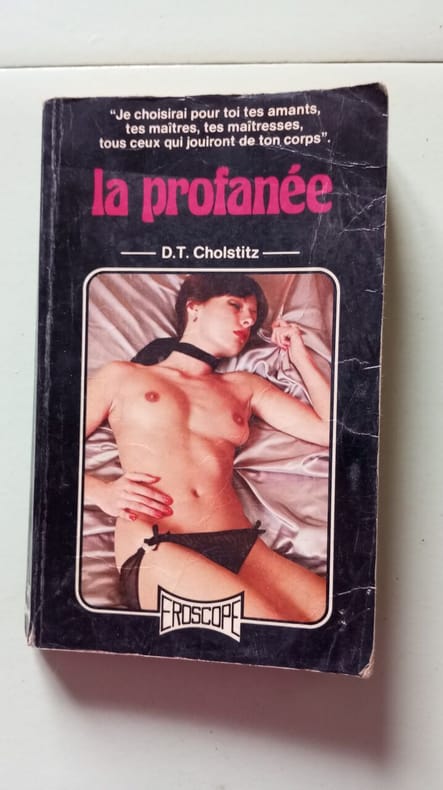 "Je choisirai pour toi tes amants,
tes maîtres, tes maîtresses,
tous ceux qui jouiront de ton corps".
la profanée
D.T. Cholstitz
EROSCOPE